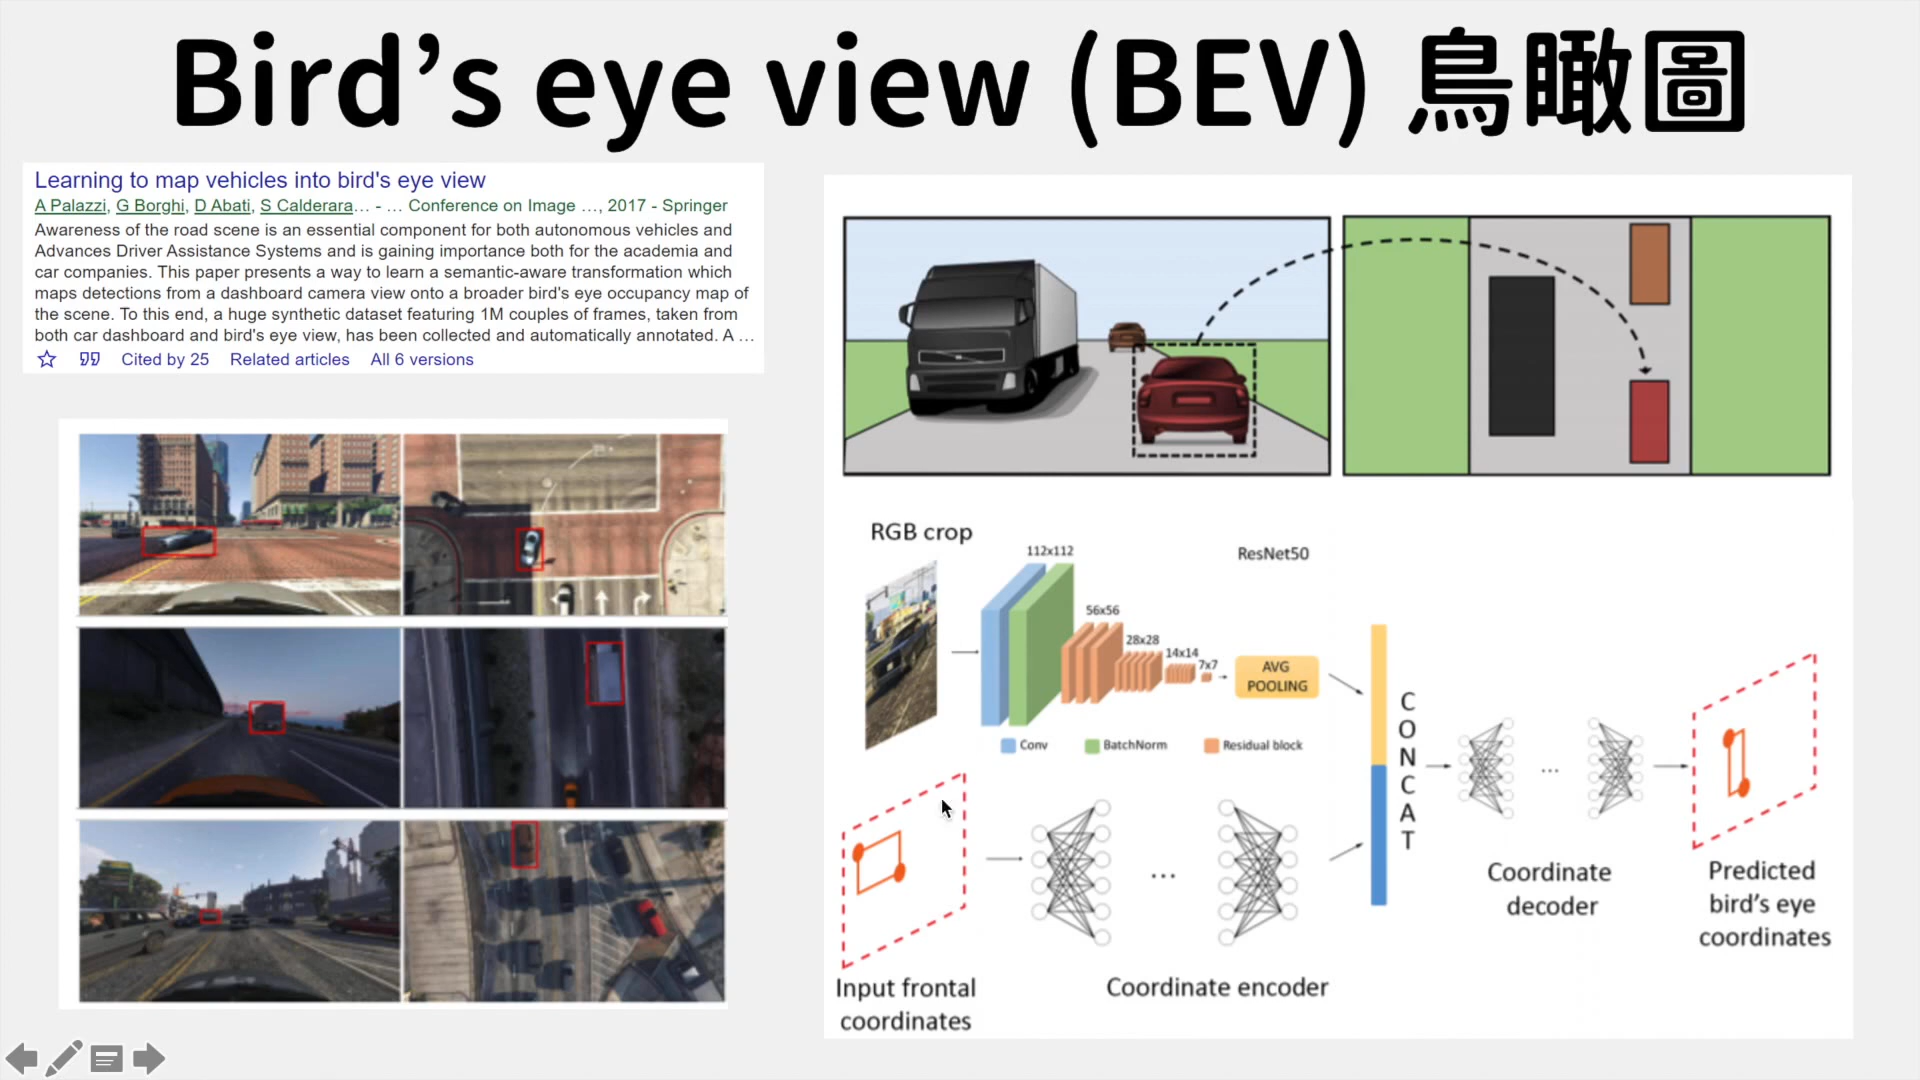 Bird’s eye view (BEV) 鳥瞰圖
Learning to map vehicles into bird's eye view
A Palazzi, G Borghi, D Abati, S Calderara… - … Conference on Image …, 2017 - Springer
Awareness of the road scene is an essential component for both autonomous vehicles and
Advances Driver Assistance Systems and is gaining importance both for the academia and
car companies. This paper presents a way to learn a semantic-aware transformation which
maps detections from a dashboard camera view onto a broader bird's eye occupancy map of
the scene. To this end, a huge synthetic dataset featuring 1M couples of frames, taken from
both car dashboard and bird's eye view, has been collected and automatically annotated. A …
Cited by 25 Related articles All 6 versions
RGB crop
112x112
ResNet50
56x56
28x28
14x14
7x7
AVG
POOLING
Conv
BatchNorm
Residual block
CONCAT
...
...
Coordinate
decoder
Predicted
bird’s eye
coordinates
Input frontal
coordinates
Coordinate encoder